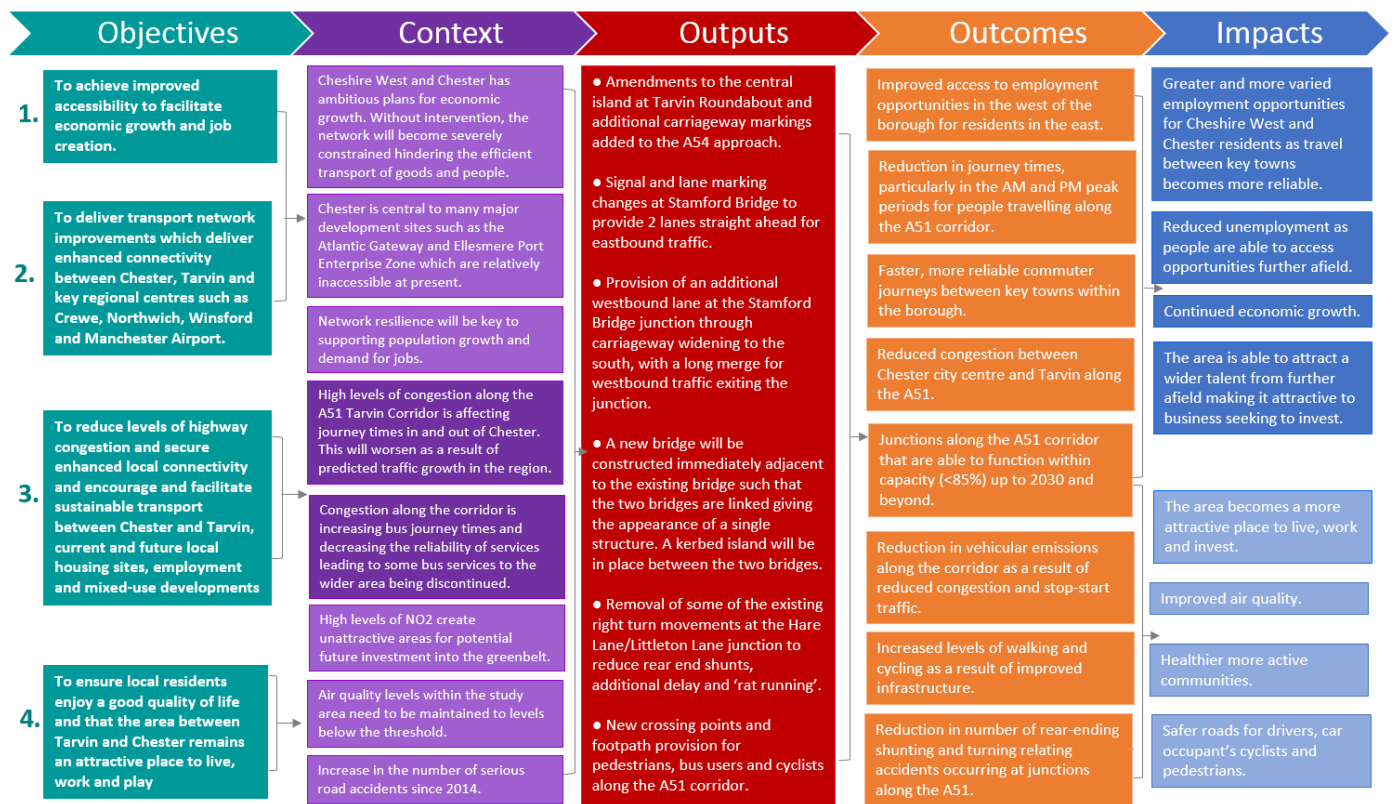 Objectives
Context
Outputs
Outcomes
Impacts
1.
To achieve improved
accessibility to facilitate
economic growth and job
creation.
2.
To deliver transport network
improvements which deliver
enhanced connectivity
between Chester, Tarvin and
key regional centres such as
Crewe, Northwich, Winsford
and Manchester Airport.
3.
To reduce levels of highway
congestion and secure
enhanced local connectivity
and encourage and facilitate
sustainable transport
between Chester and Tarvin,
current and future local
housing sites, employment
and mixed-use developments
4.
To ensure local residents
enjoy a good quality of life
and that the area between
Tarvin and Chester remains
an attractive place to live,
work and play
Cheshire West and Chester has
ambitious plans for economic
growth. Without intervention, the
network will become severely
constrained hindering the efficient
transport of goods and people.
Chester is central to many major
development sites such as the
Atlantic Gateway and Ellesmere Port
Enterprise Zone which are relatively
inaccessible at present.
Network resilience will be key to
supporting population growth and
demand for jobs.
High levels of congestion along the
A51 Tarvin Corridor is affecting
journey times in and out of Chester.
This will worsen as a result of
predicted traffic growth in the region.
Congestion along the corridor is
increasing bus journey times and
decreasing the reliability of services
leading to some bus services to the
wider area being discontinued.
High levels of NO2 create
unattractive areas for potential
future investment into the greenbelt.
Air quality levels within the study
area need to be maintained to levels
below the threshold.
Increase in the number of serious
road accidents since 2014.
● Amendments to the central
island at Tarvin Roundabout and
additional carriageway markings
added to the A54 approach.
● Signal and lane marking
changes at Stamford Bridge to
provide 2 lanes straight ahead for
eastbound traffic.
● Provision of an additional
westbound lane at the Stamford
Bridge junction through
carriageway widening to the
south, with a long merge for
westbound traffic exiting the
junction.
● A new bridge will be
constructed immediately adjacent
to the existing bridge such that
the two bridges are linked giving
the appearance of a single
structure. A kerbed island will be
in place between the two bridges.
● Removal of some of the existing
right turn movements at the Hare
Lane/Littleton Lane junction to
reduce rear end shunts,
additional delay and ‘rat running’.
● New crossing points and
footpath provision for
pedestrians, bus users and cyclists
along the A51 corridor.
Improved access to employment
opportunities in the west of the
borough for residents in the east.
Reduction in journey times,
particularly in the AM and PM peak
periods for people travelling along
the A51 corridor.
Faster, more reliable commuter
journeys between key towns within
the borough.
Reduced congestion between
Chester city centre and Tarvin along
the A51.
Junctions along the A51 corridor
that are able to function within
capacity (<85%) up to 2030 and
beyond.
Reduction in vehicular emissions
along the corridor as a result of
reduced congestion and stop-start
traffic.
Increased levels of walking and
cycling as a result of improved
infrastructure.
Reduction in number of rear-ending
shunting and turning relating
accidents occurring at junctions
along the A51.
Greater and more varied
employment opportunities
for Cheshire West and
Chester residents as travel
between key towns
becomes more reliable.
Reduced unemployment as
people are able to access
opportunities further afield.
Continued economic growth.
The area is able to attract a
wider talent from further
afield making it attractive to
business seeking to invest.
The area becomes a more
attractive place to live, work
and invest.
Improved air quality.
Healthier more active
communities.
Safer roads for drivers, car
occupant’s cyclists and
pedestrians.